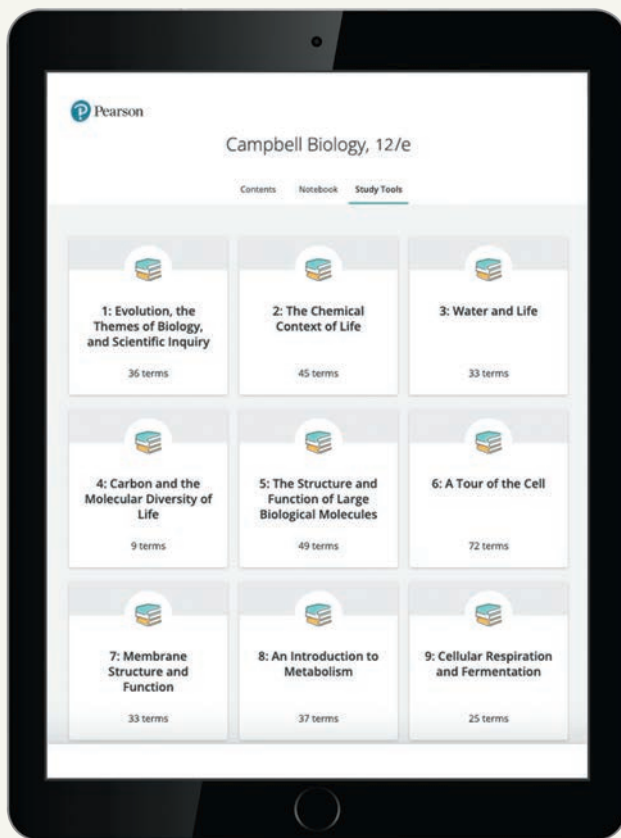 Pearson
Campbell Biology, 12/e
Contents Notebook Study Tools
1: Evolution, the
Themes of Biology,
and Scientific Inquiry
36 terms
2: The Chemical
Context of Life
45 terms
3: Water and Life
33 terms
4: Carbon and the
Molecular Diversity of
Life
9 terms
5: The Structure and
Function of Large
Biological Molecules
49 terms
6: A Tour of the Cell
72 terms
7: Membrane
Structure and
Function
33 terms
8: An Introduction to
Metabolism
37 terms
9: Cellular Respiration
and Fermentation
25 terms